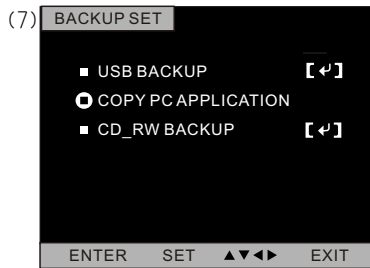 (7) BACKUP SET
USB BACKUP [↵]
COPY PC APPLICATION
CD_RW BACKUP [↵]
ENTER SET ▲▼◀▶ EXIT